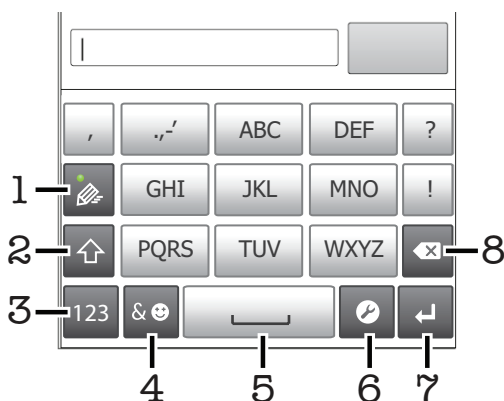 , .,-′ ABC DEF ?
1 GHI JKL MNO !
2 PQRS TUV WXYZ 8
3 123 &
4 5 6 7